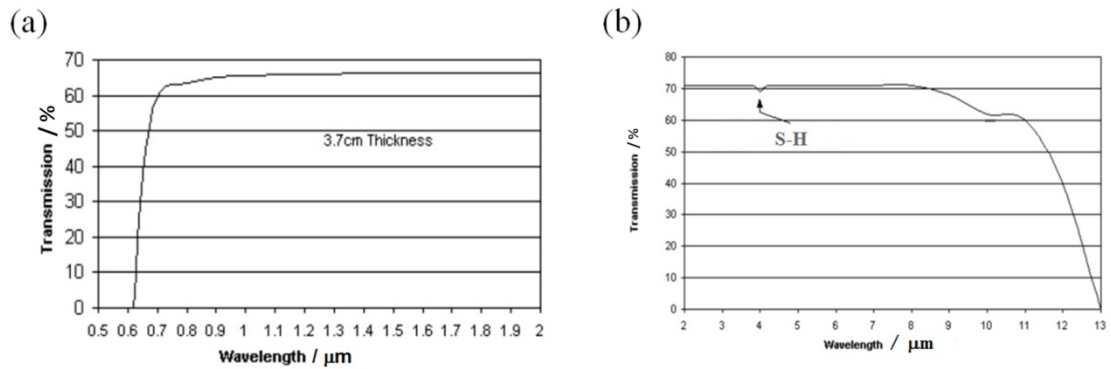 (a)
70
60
50
40
30
20
10
0
Transmission / %
3.7cm Thickness
0.5 0.6 0.7 0.8 0.9 1 1.1 1.2 1.3 1.4 1.5 1.6 1.7 1.8 1.9 2
Wavelength / μm
(b)
80
70
60
50
40
30
20
10
0
Transmission / %
S-H
2 3 4 5 6 7 8 9 10 11 12 13
Wavelength / μm